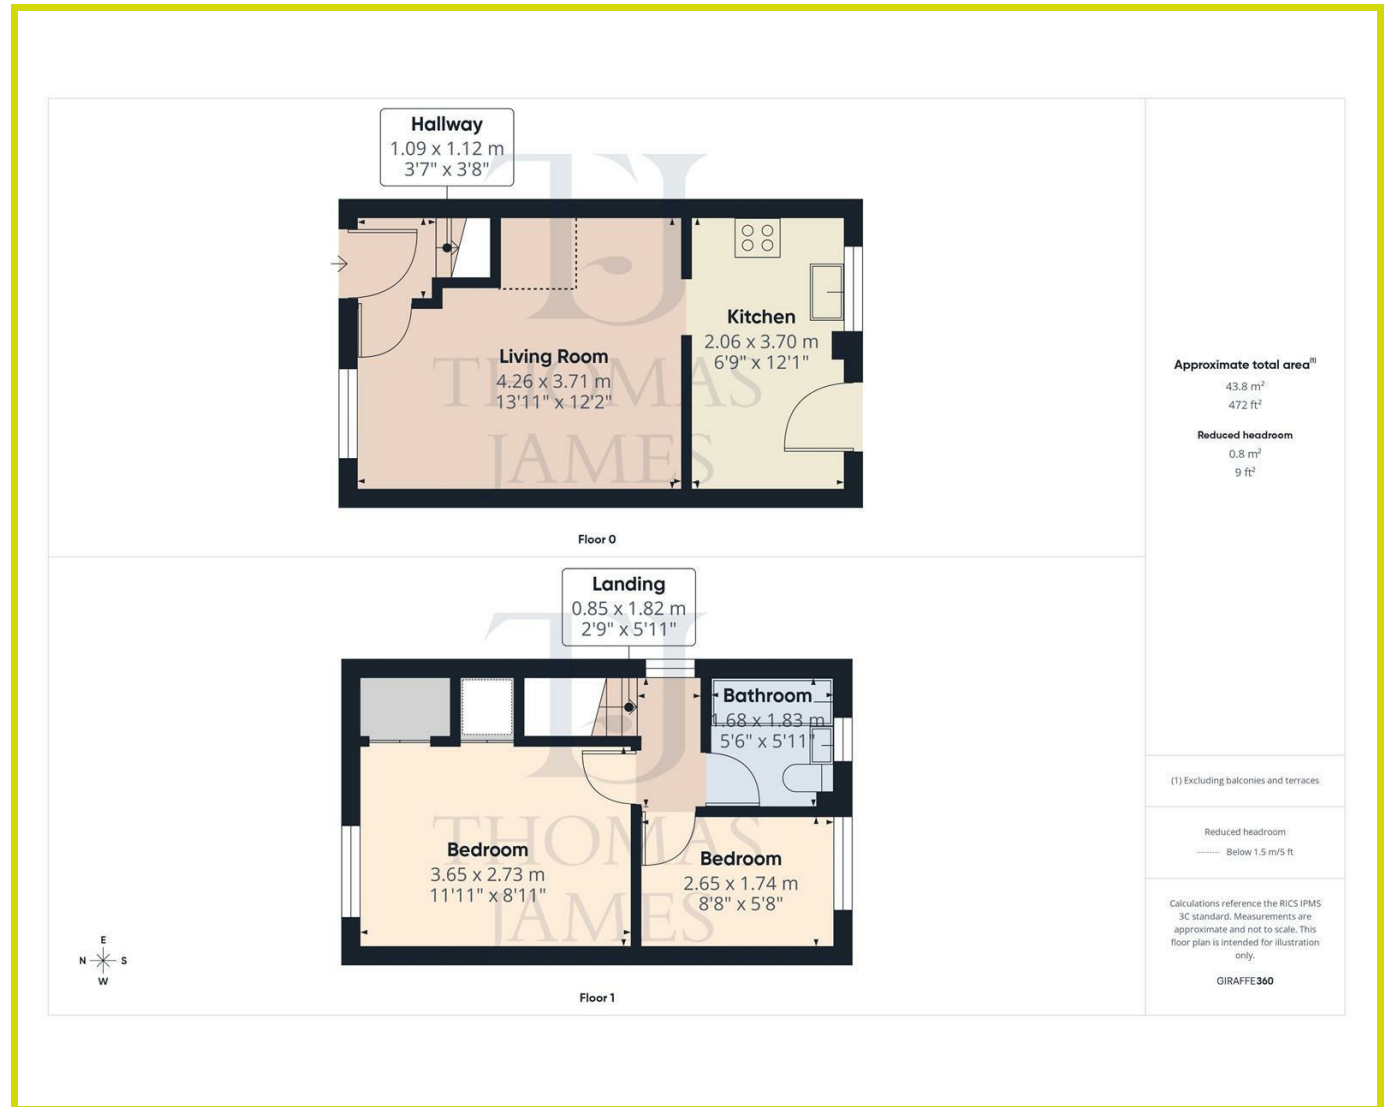 Hallway
1.09 x 1.12 m
3'7" x 3'8"
TJ
THOMAS
JAMES
Living Room
4.26 x 3.71 m
13'11" x 12'2"
Kitchen
2.06 x 3.70 m
6'9" x 12'1"
Floor 0
Landing
0.85 x 1.82 m
2'9" x 5'11"
TJ
THOMAS
JAMES
Bathroom
1.68 x 1.83 m
5'6" x 5'11"
Bedroom
3.65 x 2.73 m
11'11" x 8'11"
Bedroom
2.65 x 1.74 m
8'8" x 5'8"
E
N S
W
Floor 1
Approximate total area(1)
43.8 m²
472 ft²
Reduced headroom
0.8 m²
9 ft²
(1) Excluding balconies and terraces
Reduced headroom
Below 1.5 m/5 ft
Calculations reference the RICS IPMS
3C standard. Measurements are
approximate and not to scale. This
floor plan is intended for illustration
only.
GIRAFFE360